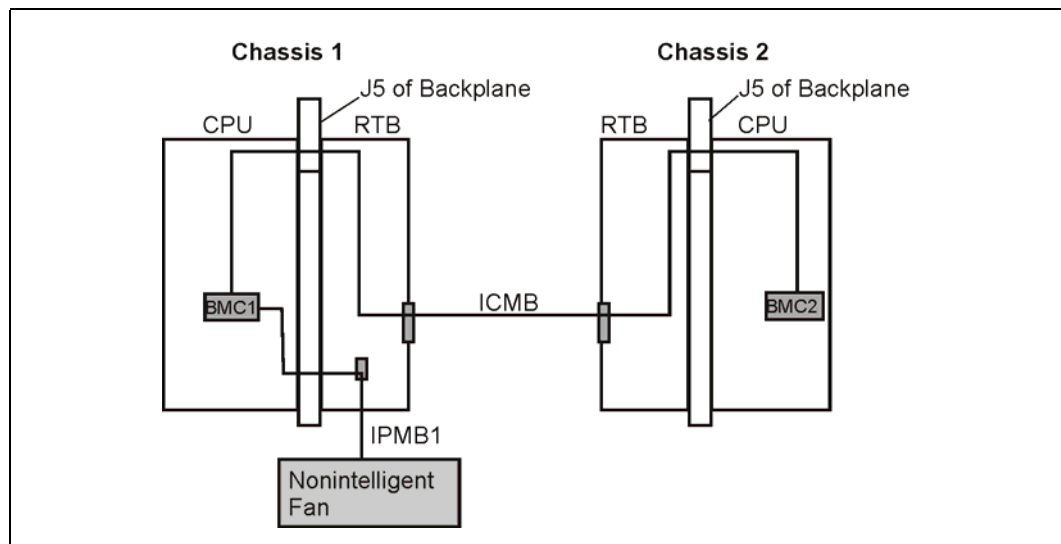 Chassis 1
Chassis 2
J5 of Backplane
J5 of Backplane
CPU
RTB
RTB
CPU
BMC1
ICMB
BMC2
IPMB1
Nonintelligent
Fan